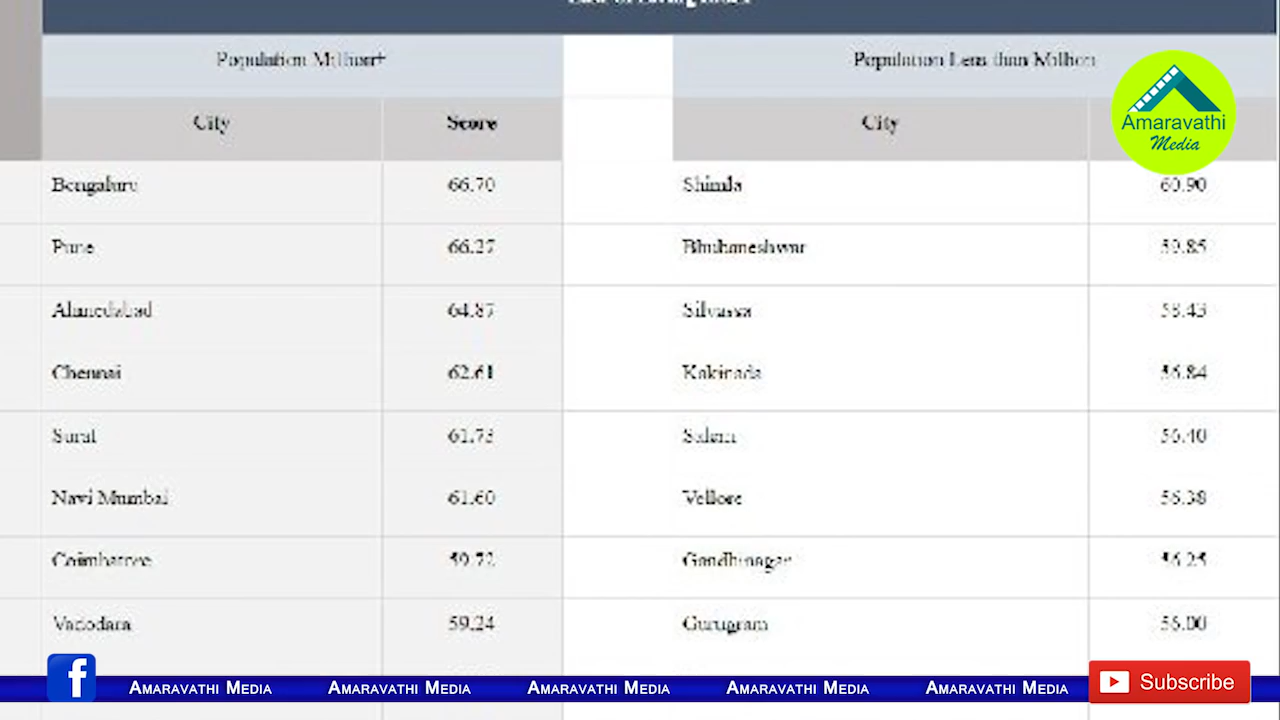 Population Million+ Population Less than Million
City Score City
Amaravathi
Media
Bengaluru 66.70 Shimla 60.90
Pune 66.27 Bhubaneshwar 59.85
Ahmedabad 64.87 Silvassa 58.43
Chennai 62.61 Kakinada 56.84
Surat 61.73 Salem 56.40
Navi Mumbai 61.60 Vellore 56.38
Coimbatore 59.72 Gandhinagar 56.25
Vadodara 59.24 Gurugram 56.00
f Amaravathi Media Amaravathi Media Amaravathi Media Amaravathi Media Amaravathi Media Subscribe